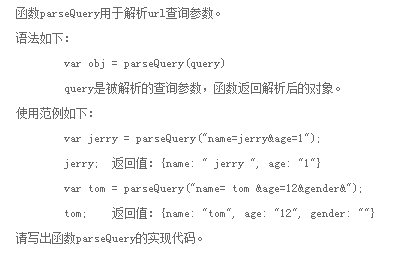 函数parseQuery用于解析url查询参数。
语法如下:
var obj = parseQuery(query)
query是被解析的查询参数，函数返回解析后的对象。
使用范例如下:
var jerry = parseQuery("name=jerry&age=1");
jerry; 返回值: {name: " jerry ", age: "1"}
var tom = parseQuery("name= tom &age=12&gender&");
tom; 返回值: {name: "tom", age: "12", gender: ""}
请写出函数parseQuery的实现代码。